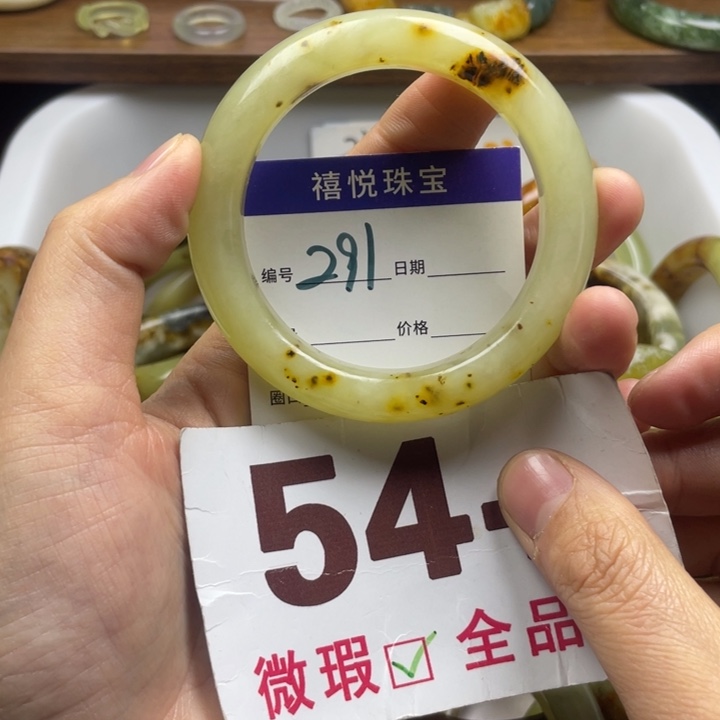 禧悦珠宝
编号 291 日期
价格
54-
微瑕 ☑ 全品